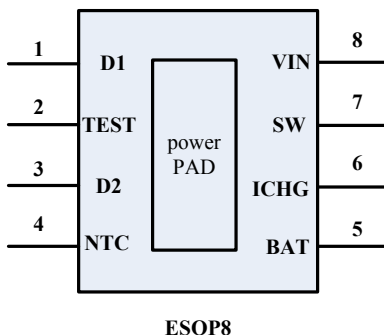 1 D1 VIN 8
2 TEST SW 7
power
PAD
3 D2 ICHG 6
4 NTC BAT 5
ESOP8